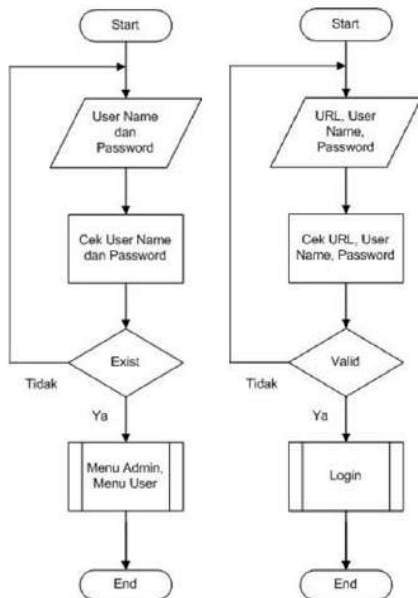 Start
User Name
dan
Password
Cek User Name
dan Password
Exist
Tidak
Ya
Menu Admin,
Menu User
End
Start
URL, User
Name,
Password
Cek URL, User
Name, Password
Valid
Tidak
Ya
Login
End